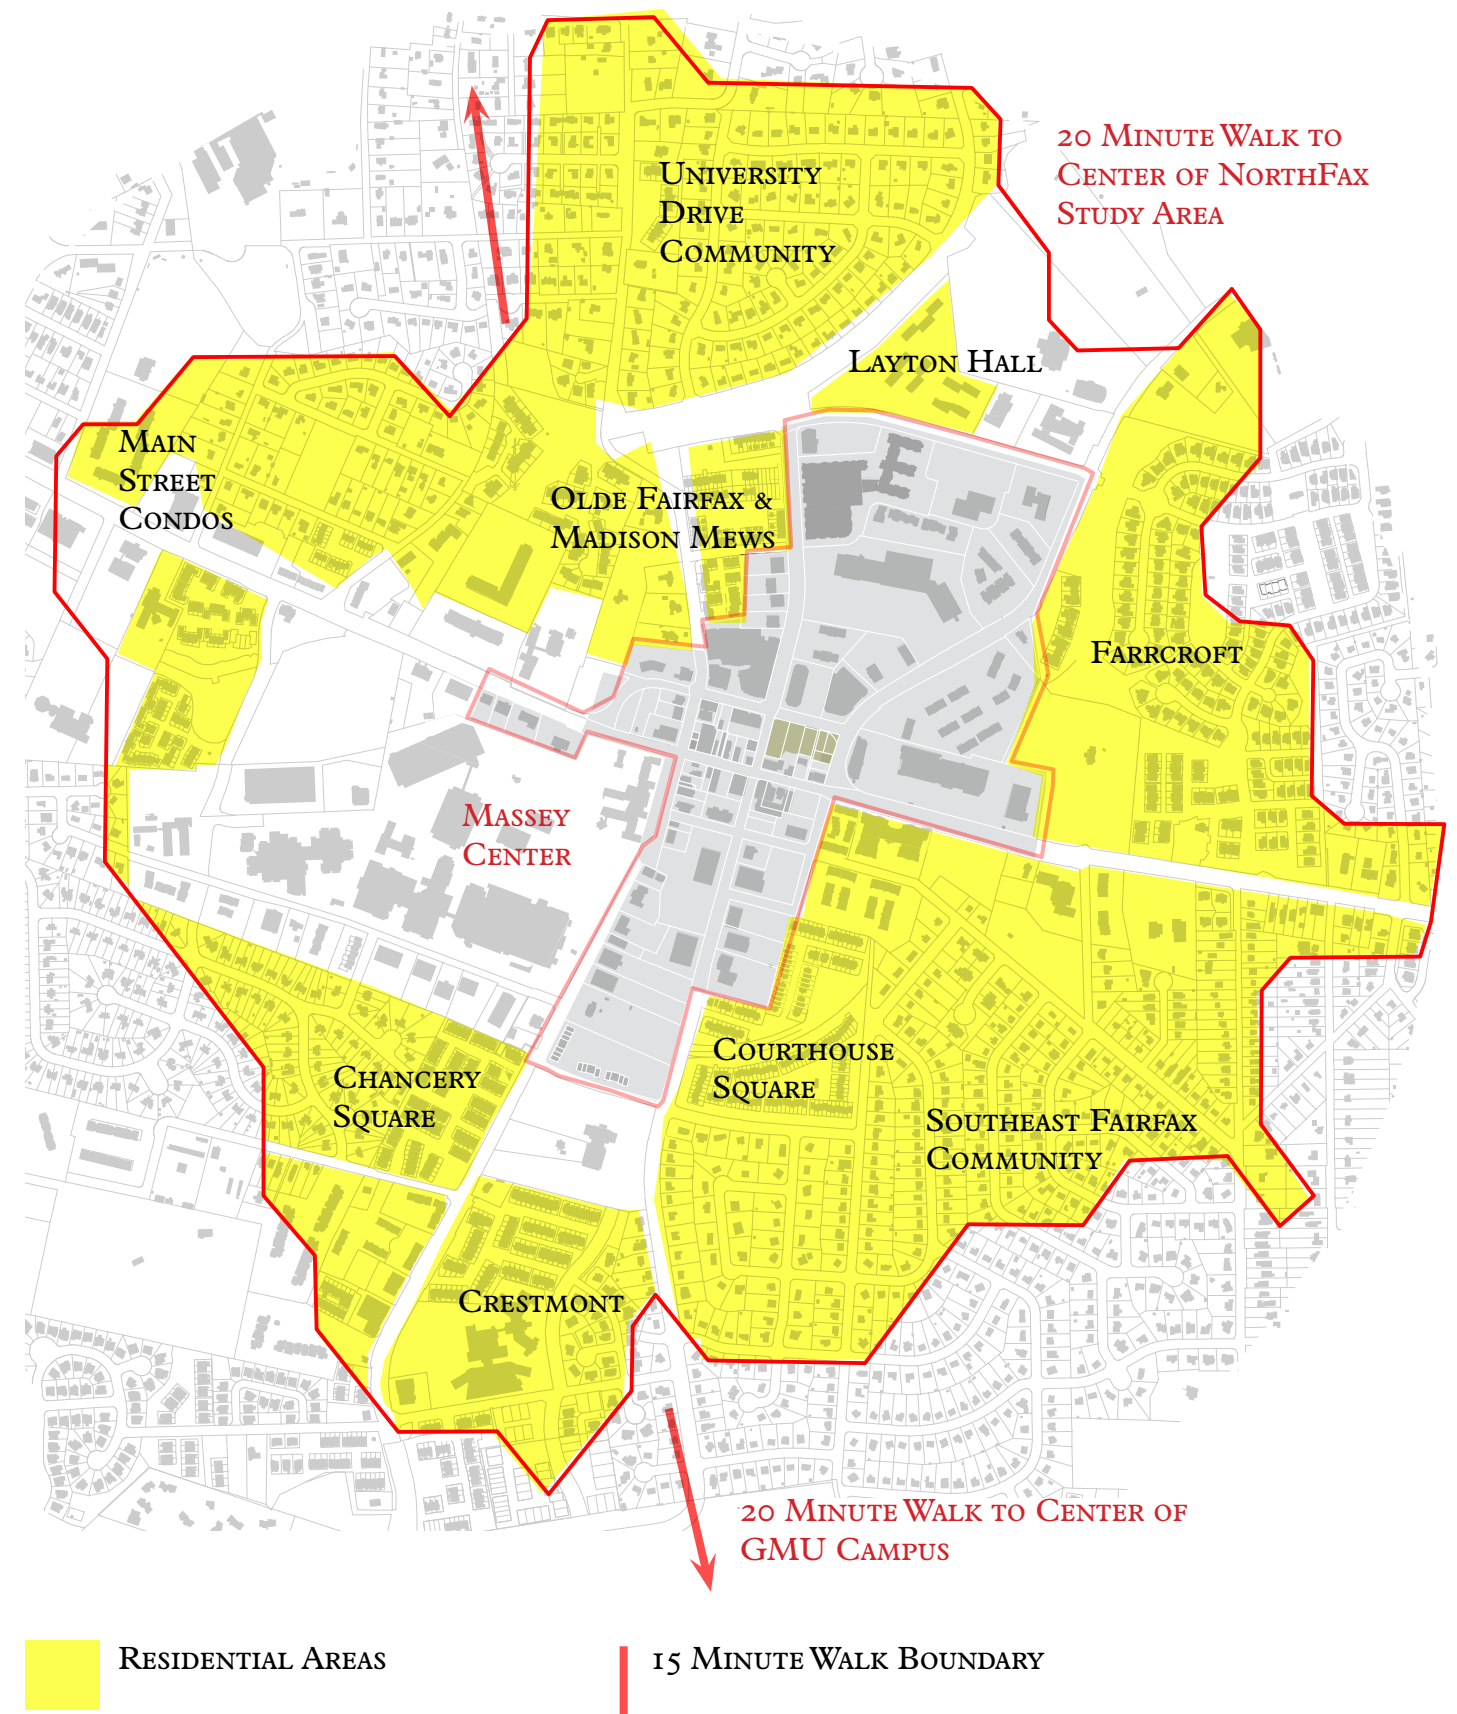 20 Minute Walk to
Center of NorthFax
Study Area
University
Drive
Community
Layton Hall
Main
Street
Condos
Olde Fairfax &
Madison Mews
Farrcroft
Massey
Center
Chancery
Square
Courthouse
Square
Southeast Fairfax
Community
Crestmont
20 Minute Walk to Center of
GMU Campus
Residential Areas
15 Minute Walk Boundary